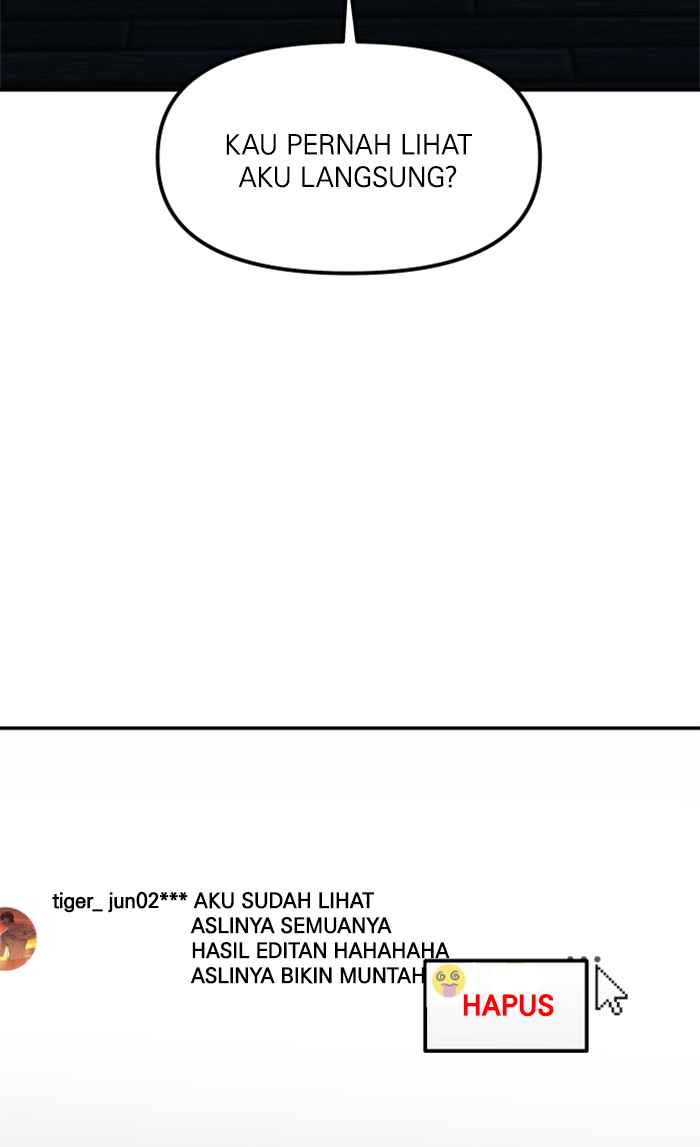 KAU PERNAH LIHAT
AKU LANGSUNG?
tiger_ jun02*** AKU SUDAH LIHAT
ASLINYA SEMUANYA
HASIL EDITAN HAHAHAHA
ASLINYA BIKIN MUNTAH
HAPUS